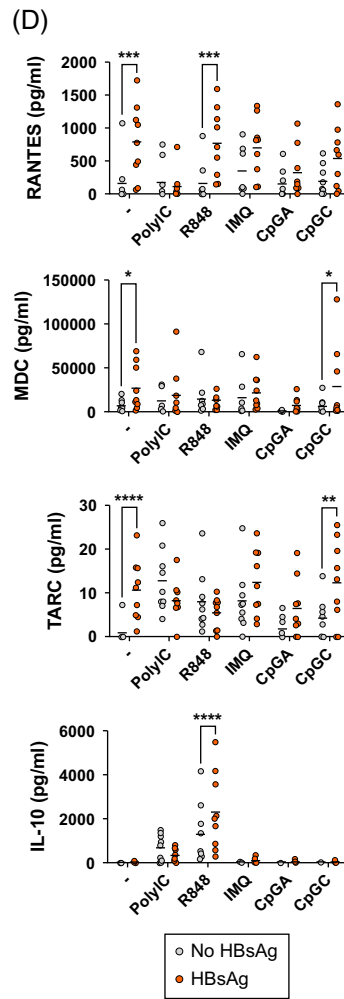 (D)
RANTES (pg/ml)
2000
1500
1000
500
0
***
***
-
PolyIC
R848
IMQ
CpGA
CpGC
MDC (pg/ml)
150000
100000
50000
0
*
*
-
PolyIC
R848
IMQ
CpGA
CpGC
TARC (pg/ml)
30
20
10
0
****
**
-
PolyIC
R848
IMQ
CpGA
CpGC
IL-10 (pg/ml)
6000
4000
2000
0
****
-
PolyIC
R848
IMQ
CpGA
CpGC
No HBsAg
HBsAg